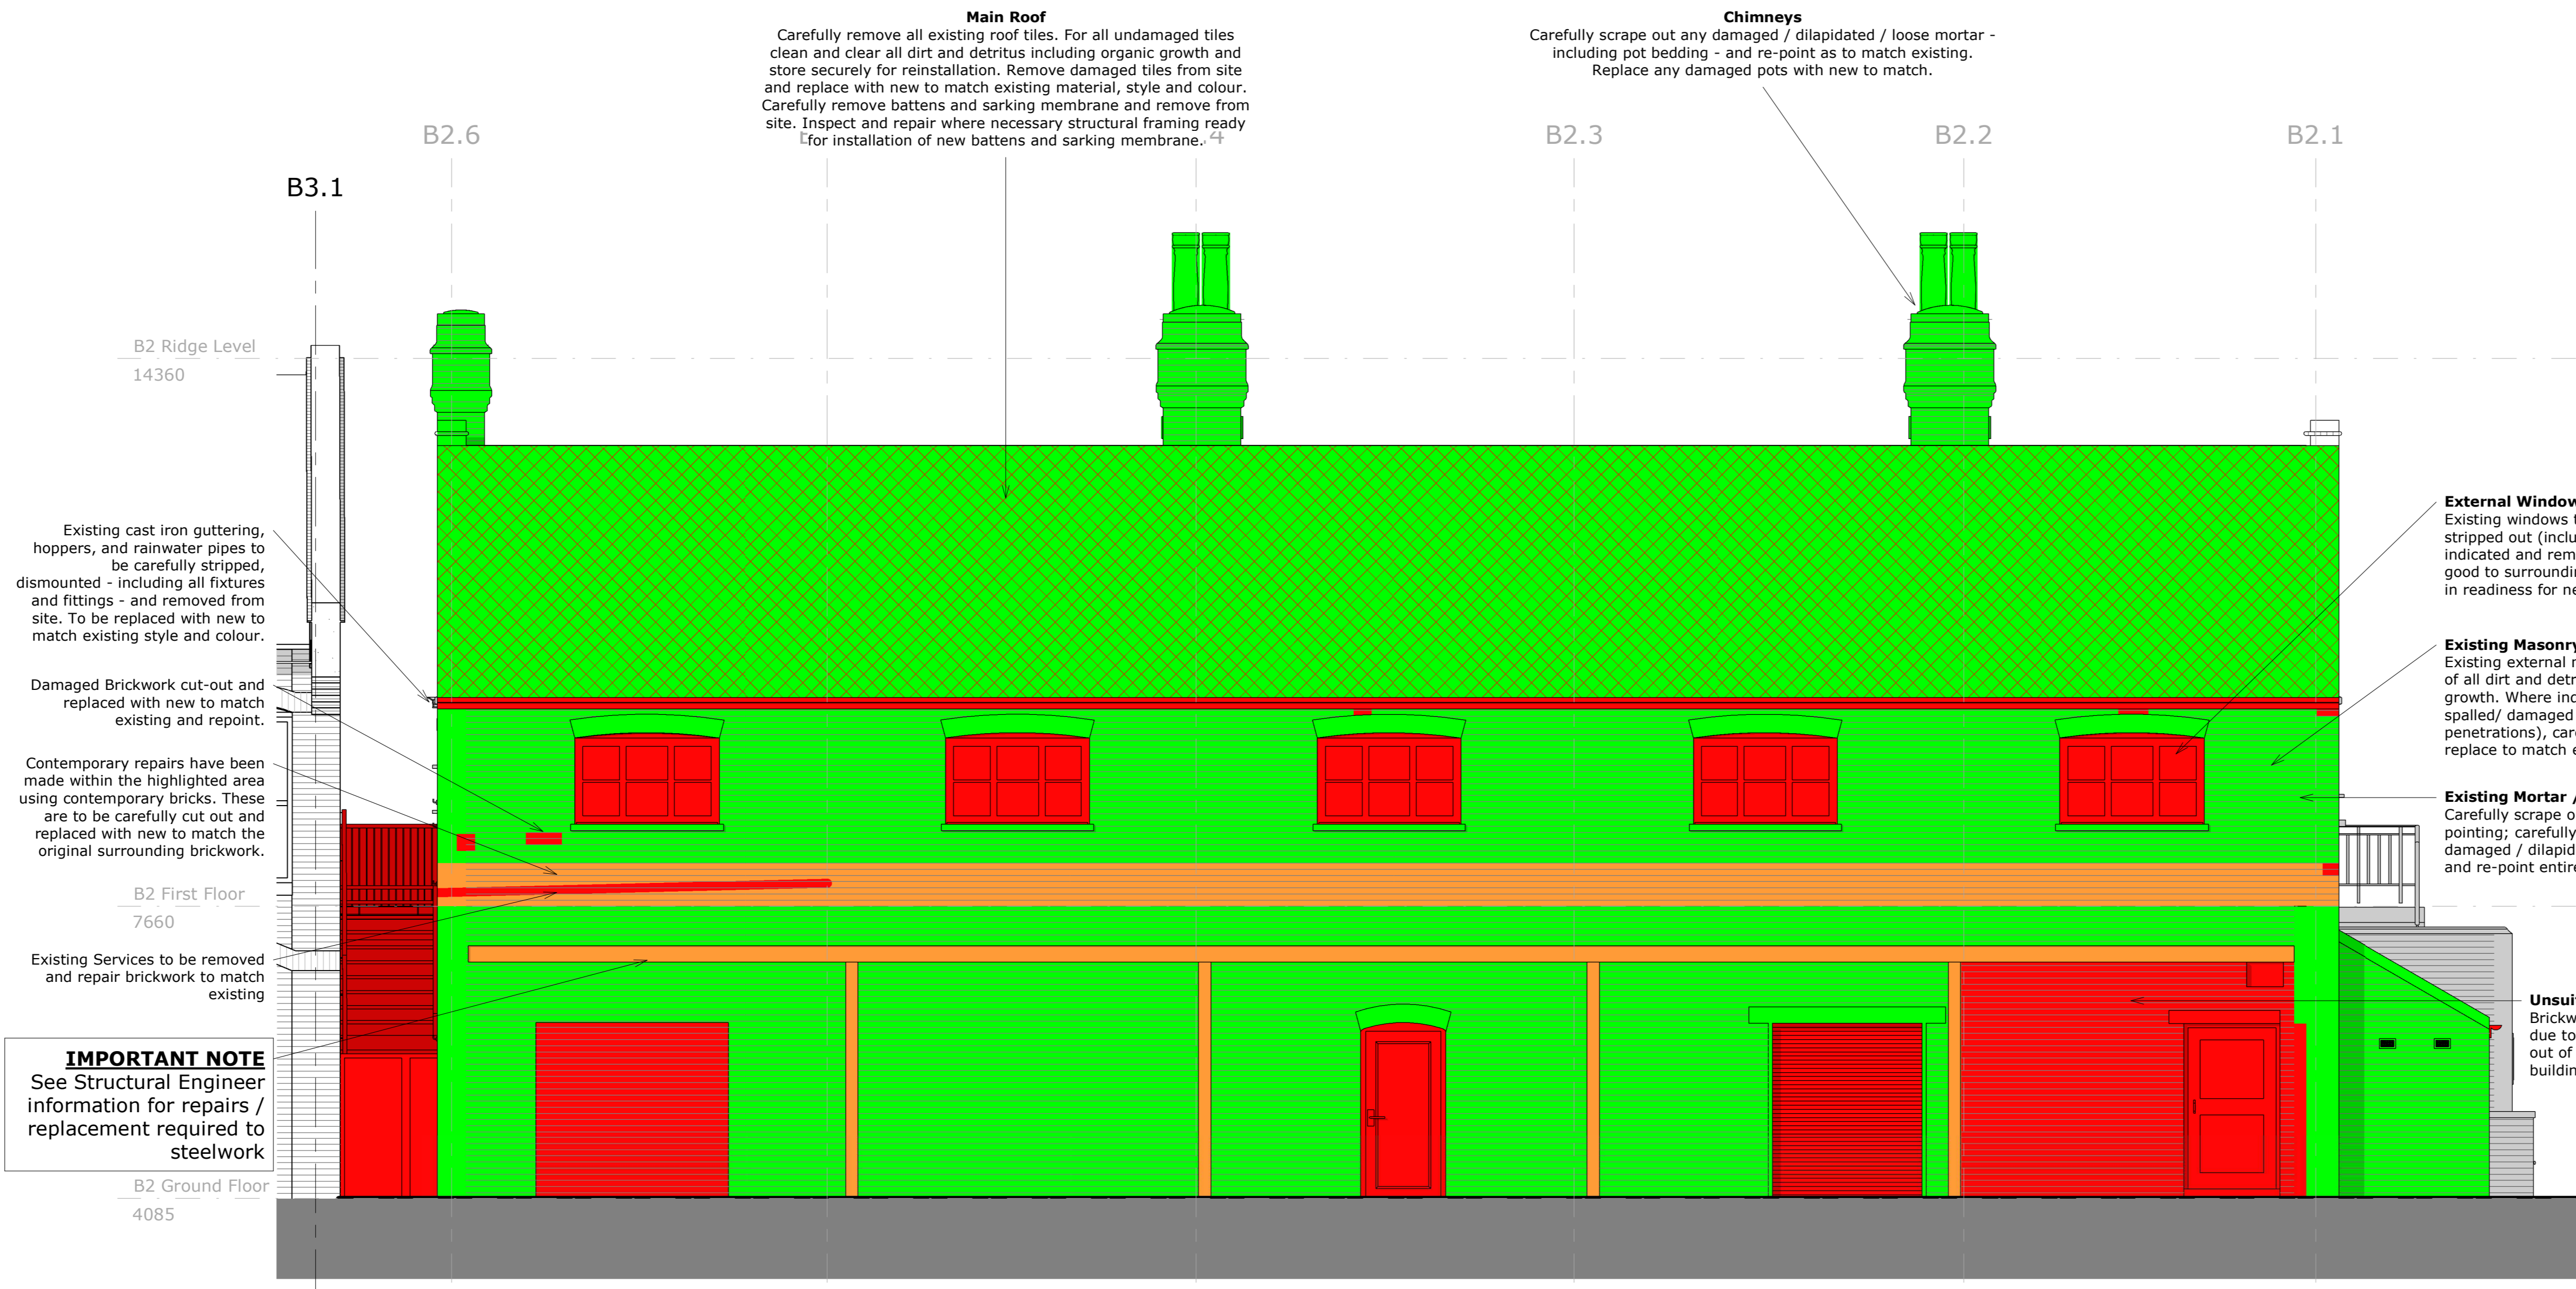 Main Roof
Carefully remove all existing roof tiles. For all undamaged tiles
clean and clear all dirt and detritus including organic growth and
store securely for reinstallation. Remove damaged tiles from site
and replace with new to match existing material, style and colour.
Carefully remove battens and sarking membrane and remove from
site. Inspect and repair where necessary structural framing ready
for installation of new battens and sarking membrane.
Chimneys
Carefully scrape out any damaged / dilapidated / loose mortar -
including pot bedding - and re-point as to match existing.
Replace any damaged pots with new to match.
B2.6
4
B2.3
B2.2
B2.1
B3.1
B2 Ridge Level
14360
Existing cast iron guttering,
hoppers, and rainwater pipes to
be carefully stripped,
dismounted - including all fixtures
and fittings - and removed from
site. To be replaced with new to
match existing style and colour.
Damaged Brickwork cut-out and
replaced with new to match
existing and repoint.
Contemporary repairs have been
made within the highlighted area
using contemporary bricks. These
are to be carefully cut out and
replaced with new to match the
original surrounding brickwork.
B2 First Floor
7660
Existing Services to be removed
and repair brickwork to match
existing
IMPORTANT NOTE
See Structural Engineer
information for repairs /
replacement required to
steelwork
B2 Ground Floor
4085
External Window
Existing windows t
stripped out (inclu
indicated and rem
good to surroundin
in readiness for ne
Existing Masonry
Existing external m
of all dirt and detr
growth. Where ind
spalled/ damaged
penetrations), care
replace to match e
Existing Mortar /
Carefully scrape o
pointing; carefully
damaged / dilapid
and re-point entire
Unsui
Brickw
due to
out of
buildin